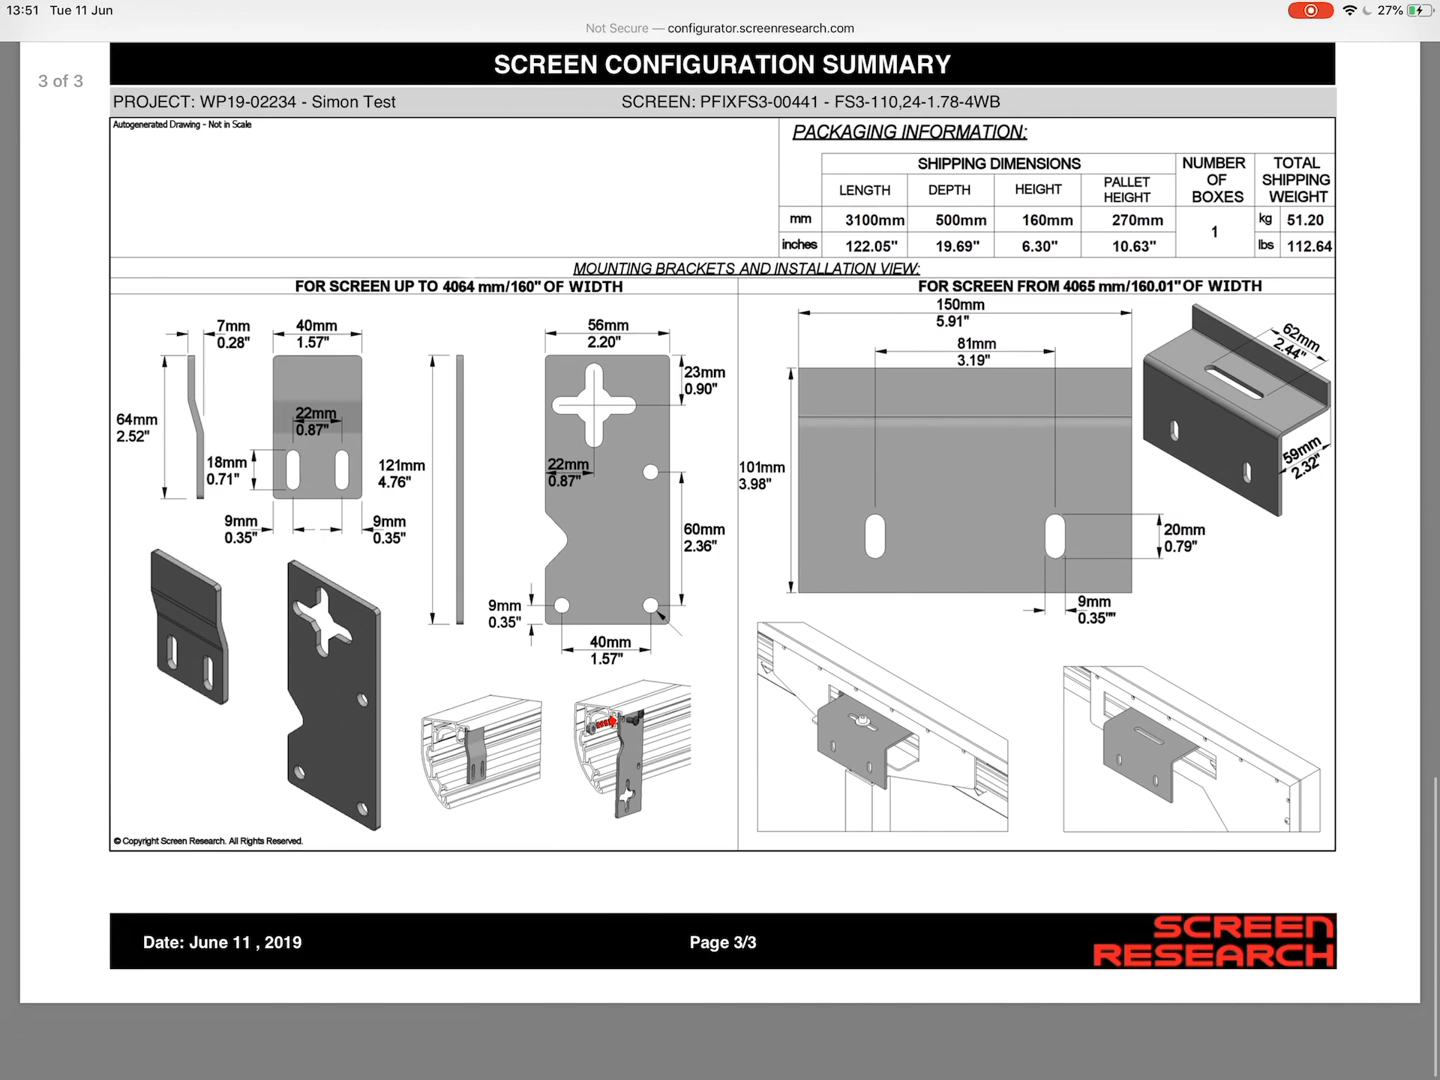 13:51 Tue 11 Jun
27%
Not Secure — configurator.screenresearch.com
3 of 3
SCREEN CONFIGURATION SUMMARY
PROJECT: WP19-02234 - Simon Test
SCREEN: PFIXFS3-00441 - FS3-110,24-1.78-4WB
Autogenerated Drawing - Not in Scale
PACKAGING INFORMATION:
SHIPPING DIMENSIONS
NUMBER OF BOXES
TOTAL SHIPPING WEIGHT
LENGTH DEPTH HEIGHT PALLET HEIGHT
mm 3100mm 500mm 160mm 270mm 1 kg 51.20
inches 122.05" 19.69" 6.30" 10.63" lbs 112.64
MOUNTING BRACKETS AND INSTALLATION VIEW:
FOR SCREEN UP TO 4064 mm/160" OF WIDTH
7mm
0.28"
40mm
1.57"
64mm
2.52"
22mm
0.87"
18mm
0.71"
9mm
0.35"
9mm
0.35"
121mm
4.76"
56mm
2.20"
23mm
0.90"
22mm
0.87"
60mm
2.36"
9mm
0.35"
40mm
1.57"
FOR SCREEN FROM 4065 mm/160.01" OF WIDTH
150mm
5.91"
81mm
3.19"
101mm
3.98"
20mm
0.79"
9mm
0.35""
62mm
2.44"
59mm
2.32"
© Copyright Screen Research. All Rights Reserved.
Date: June 11 , 2019
Page 3/3
SCREEN
RESEARCH